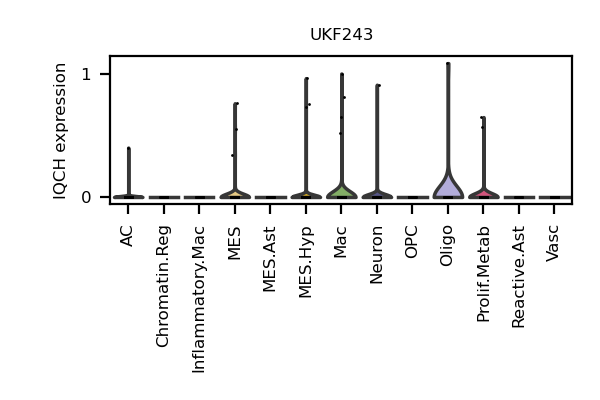 UKF243
IQCH expression
1
0
AC
Chromatin.Reg
Inflammatory.Mac
MES
MES.Ast
MES.Hyp
Mac
Neuron
OPC
Oligo
Prolif.Metab
Reactive.Ast
Vasc